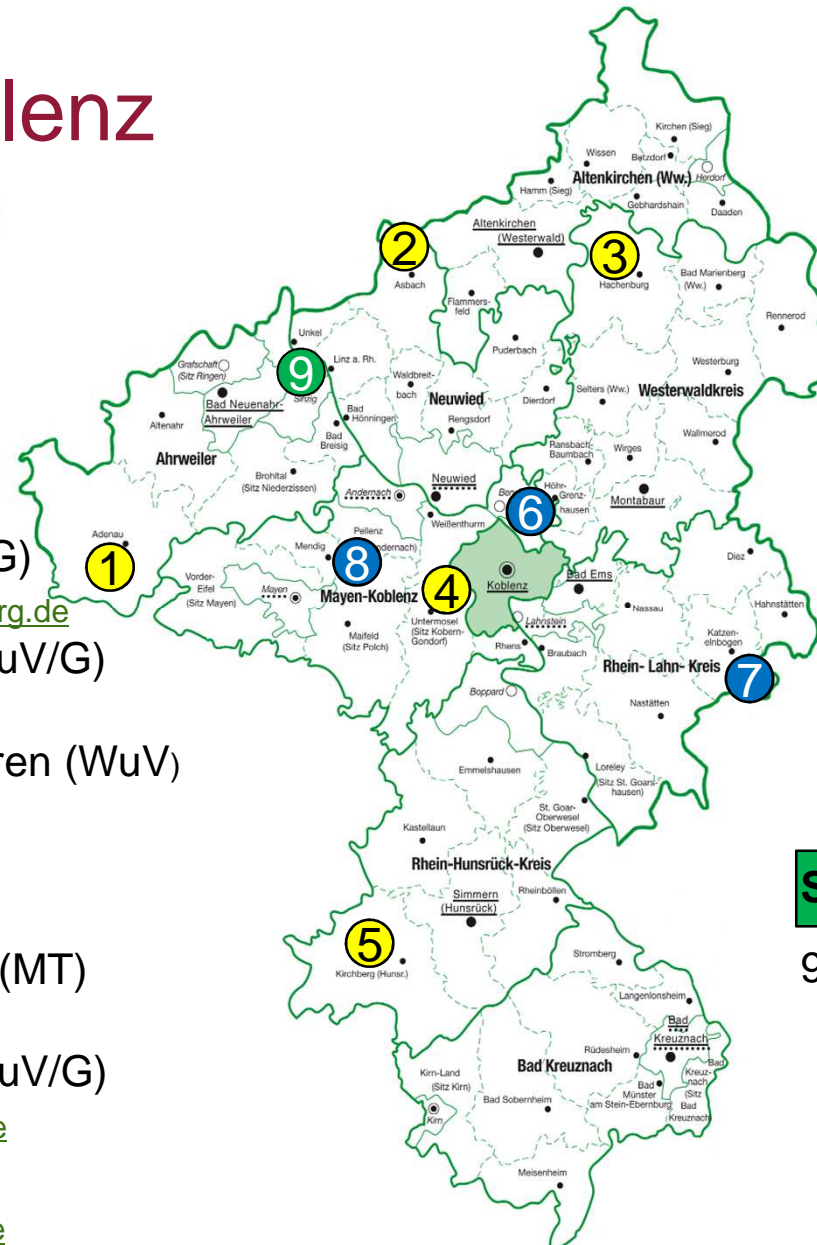 lenz
Kirchen (Sieg)
Wissen
Betzdorf
Altenkirchen (Ww.)
Herdorf
Hamm (Sieg)
Gebhardshain
Daaden
Altenkirchen
(Westerwald)
2
3
Asbach
Hachenburg
Bad Marienberg
(Ww.)
Flammers-
feld
Rennerod
Unkel
Puderbach
Grafschaft
(Sitz Ringen)
9
Linz a. Rh.
Waldbreit-
bach
Westerburg
Sinzig
Neuwied
Dierdorf
Selters (Ww.)
Westerwaldkreis
Bad Neuenahr-
Ahrweiler
Bad
Hönningen
Rengsdorf
Altenahr
Bad
Breisig
Wallmerod
Ransbach-
Baumbach
Wirges
Ahrweiler
Brohltal
(Sitz Niederzissen)
Neuwied
Höhr-
Grenz-
hausen
Montabaur
Andernach
6
Weißenthurm
Adenau
1
Pellenz
Mendig
8
Diez
G)
Koblenz
Bad Ems
Vorder-
Eifel
(Sitz Mayen)
Mayen
Mayen-Koblenz
4
Untermosel
(Sitz Kobern-
Gondorf)
Nassau
Hahnstätten
rg.de
Lahnstein
Maifeld
(Sitz Polch)
Rhens
Braubach
Katzen-
elnbogen
uV/G)
Rhein- Lahn- Kreis
7
Boppard
Nastätten
ren (WuV)
Emmelshausen
Loreley
(Sitz St. Goars-
hausen)
St. Goar-
Oberwesel
(Sitz Oberwesel)
Kastellaun
Rhein-Hunsrück-Kreis
Simmern
(Hunsrück)
Rheinböllen
S
5
Kirchberg (Hunsr.)
Stromberg
(MT)
9
Langenlonsheim
Bad
Kreuznach
Rüdesheim
Bad Kreuznach
uV/G)
Kirn-Land
(Sitz Kirn)
Bad
Kreuz-
nach
(Sitz
Bad
Kreuznach)
Bad
Münster
am Stein-Ebernburg
Bad Sobernheim
Kirn
e
Meisenheim
e